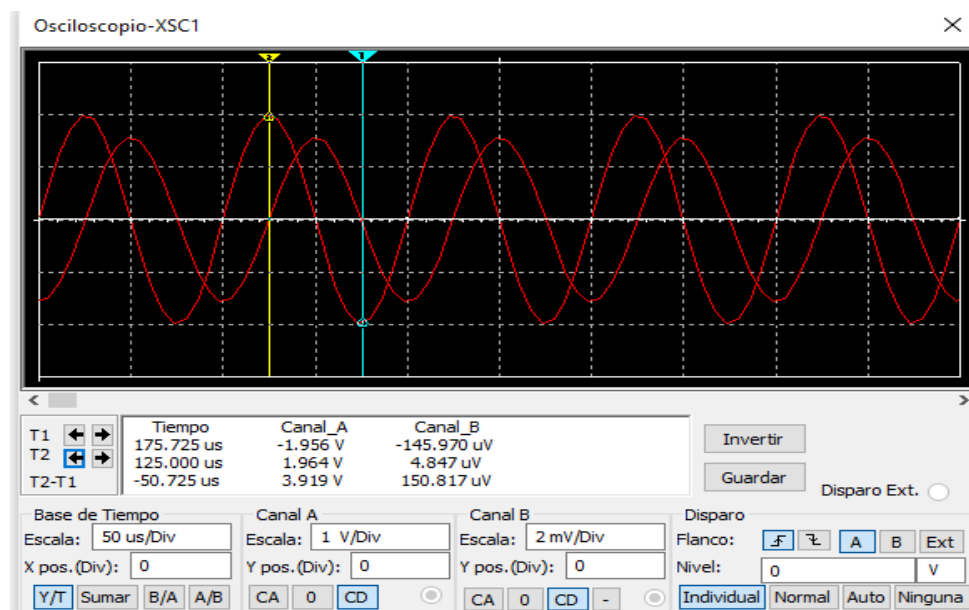 Osciloscopio-XSC1
2 1
T1
T2
T2-T1
Tiempo Canal_A Canal_B
175.725 us -1.956 V -145.970 uV
125.000 us 1.964 V 4.847 uV
-50.725 us 3.919 V 150.817 uV
Invertir
Guardar
Disparo Ext.
Base de Tiempo Canal A Canal B Disparo
Escala: 50 us/Div Escala: 1 V/Div Escala: 2 mV/Div Flanco: A B Ext
X pos.(Div): 0 Y pos.(Div): 0 Y pos.(Div): 0 Nivel: 0 V
Y/T Sumar B/A A/B CA 0 CD CA 0 CD - Individual Normal Auto Ninguna